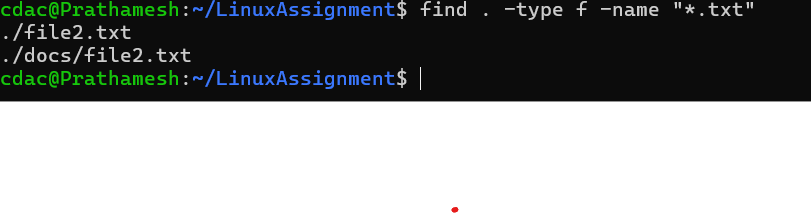 cdac@Prathamesh:~/LinuxAssignment$ find . -type f -name "*.txt"
./file2.txt
./docs/file2.txt
cdac@Prathamesh:~/LinuxAssignment$